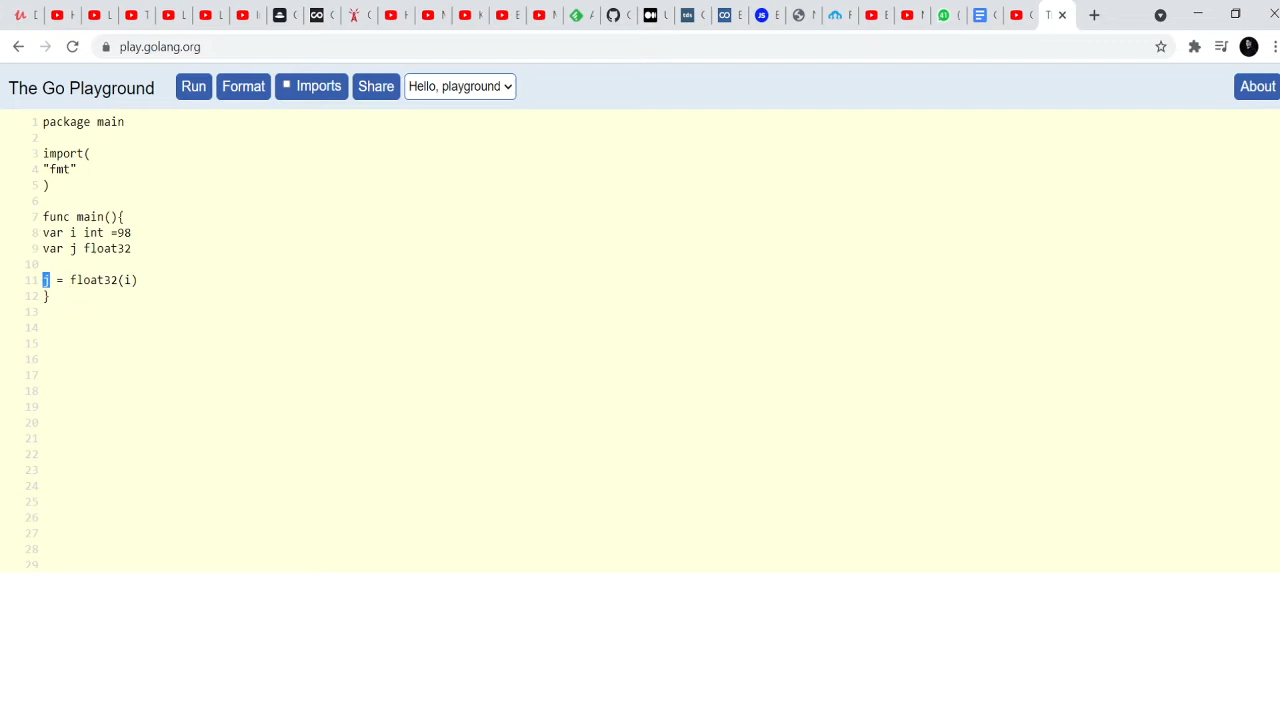 play.golang.org
The Go Playground Run Format Imports Share Hello, playground About
1 package main
2
3 import(
4 "fmt"
5 )
6
7 func main(){
8 var i int =98
9 var j float32
10
11 j = float32(i)
12 }
13
14
15
16
17
18
19
20
21
22
23
24
25
26
27
28
29